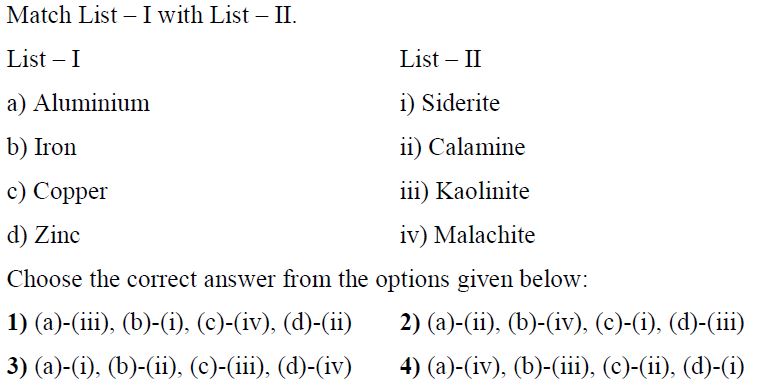 Match List – I with List – II.
List – I List – II
a) Aluminium i) Siderite
b) Iron ii) Calamine
c) Copper iii) Kaolinite
d) Zinc iv) Malachite
Choose the correct answer from the options given below:
1) (a)-(iii), (b)-(i), (c)-(iv), (d)-(ii) 2) (a)-(ii), (b)-(iv), (c)-(i), (d)-(iii)
3) (a)-(i), (b)-(ii), (c)-(iii), (d)-(iv) 4) (a)-(iv), (b)-(iii), (c)-(ii), (d)-(i)